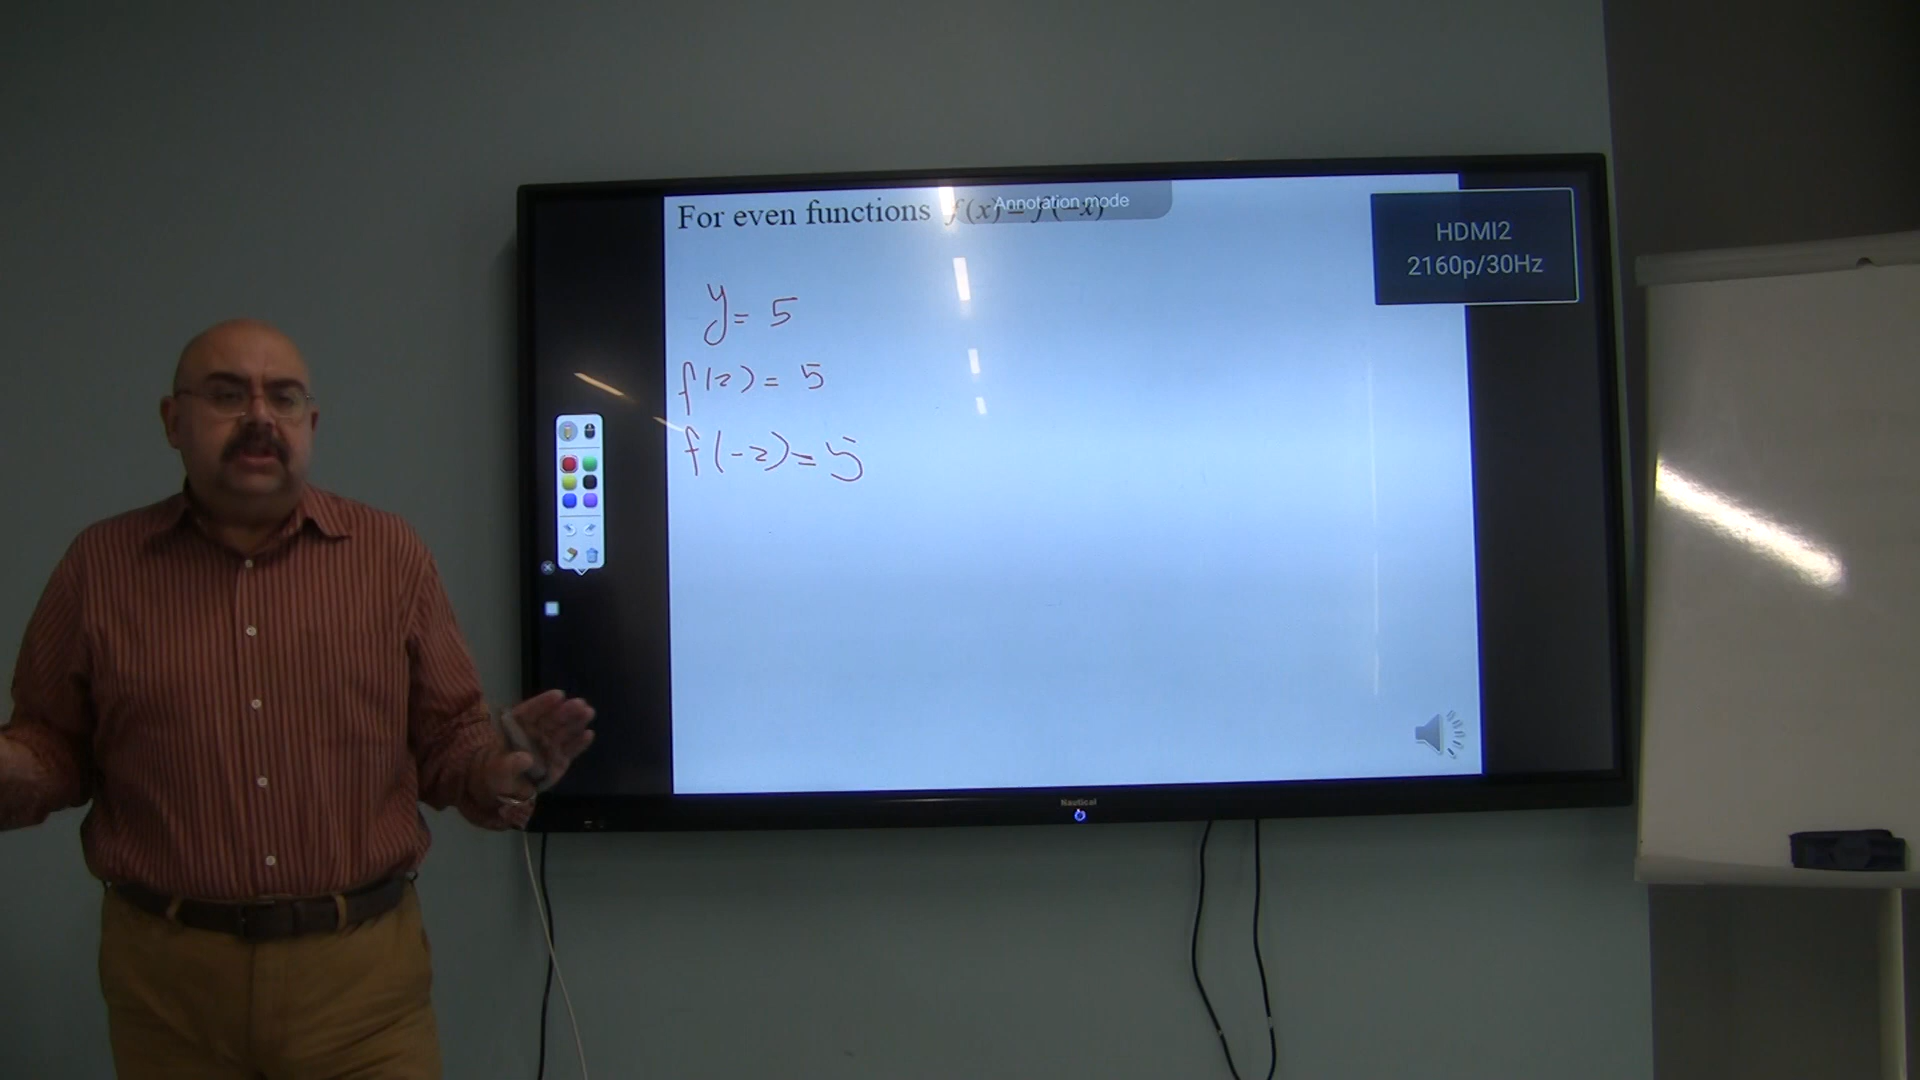 For even functions f(x) = f(-x)
Annotation mode
HDMI2
2160p/30Hz
y = 5
f(2) = 5
f(-2) = 5
Nautical